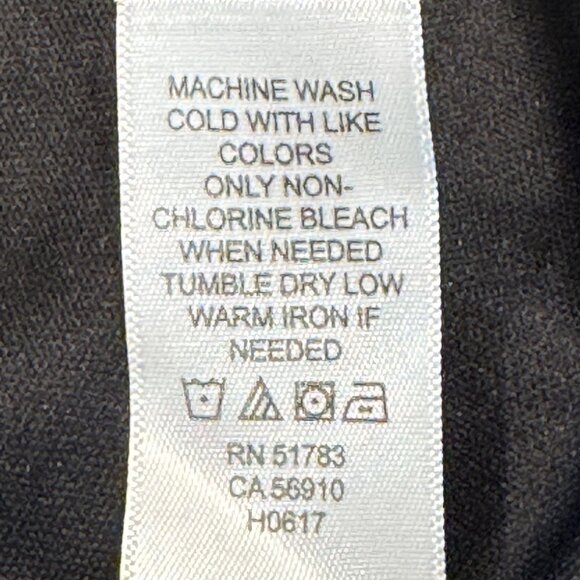 MACHINE WASH
COLD WITH LIKE
COLORS
ONLY NON-
CHLORINE BLEACH
WHEN NEEDED
TUMBLE DRY LOW
WARM IRON IF
NEEDED
RN 51783
CA 56910
H0617